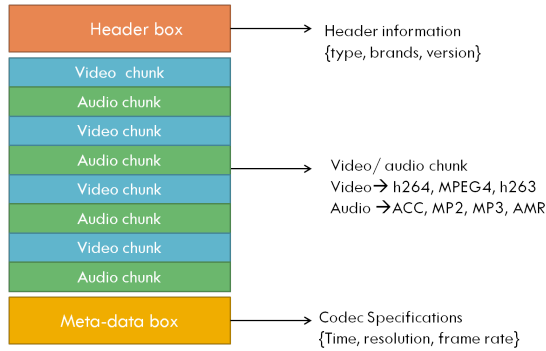 Header box
Header information
{type, brands, version}
Video chunk
Audio chunk
Video chunk
Audio chunk
Video chunk
Audio chunk
Video chunk
Audio chunk
Video/ audio chunk
Video→ h264, MPEG4, h263
Audio →ACC, MP2, MP3, AMR
Meta-data box
Codec Specifications
{Time, resolution, frame rate}